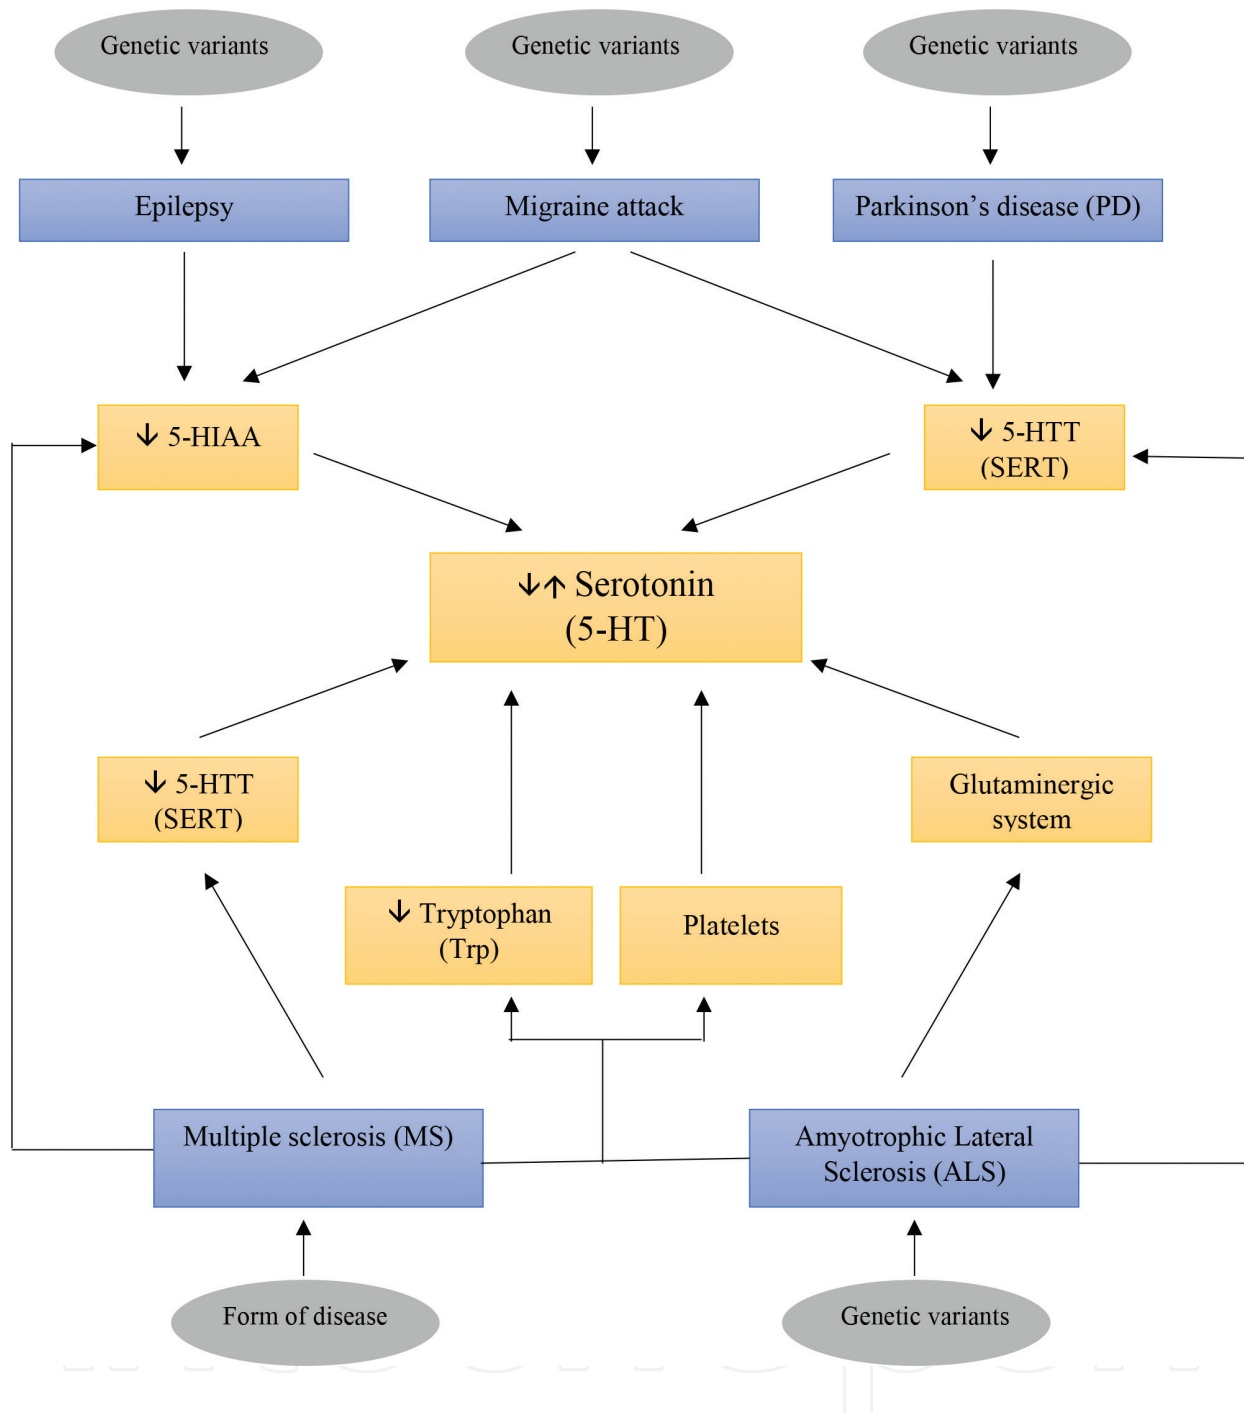 Genetic variants
Genetic variants
Genetic variants
Epilepsy
Migraine attack
Parkinson’s disease (PD)
↓ 5-HIAA
↓ 5-HTT
(SERT)
↓↑ Serotonin
(5-HT)
↓ 5-HTT
(SERT)
Glutaminergic
system
↓ Tryptophan
(Trp)
Platelets
Multiple sclerosis (MS)
Amyotrophic Lateral
Sclerosis (ALS)
Form of disease
Genetic variants